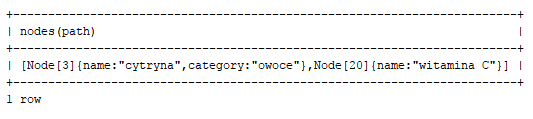 +-----------------------------------------------------------------------+
| nodes(path) |
+-----------------------------------------------------------------------+
| [Node[3]{name:"cytryna",category:"owoce"},Node[20]{name:"witamina C"}] |
+-----------------------------------------------------------------------+
1 row